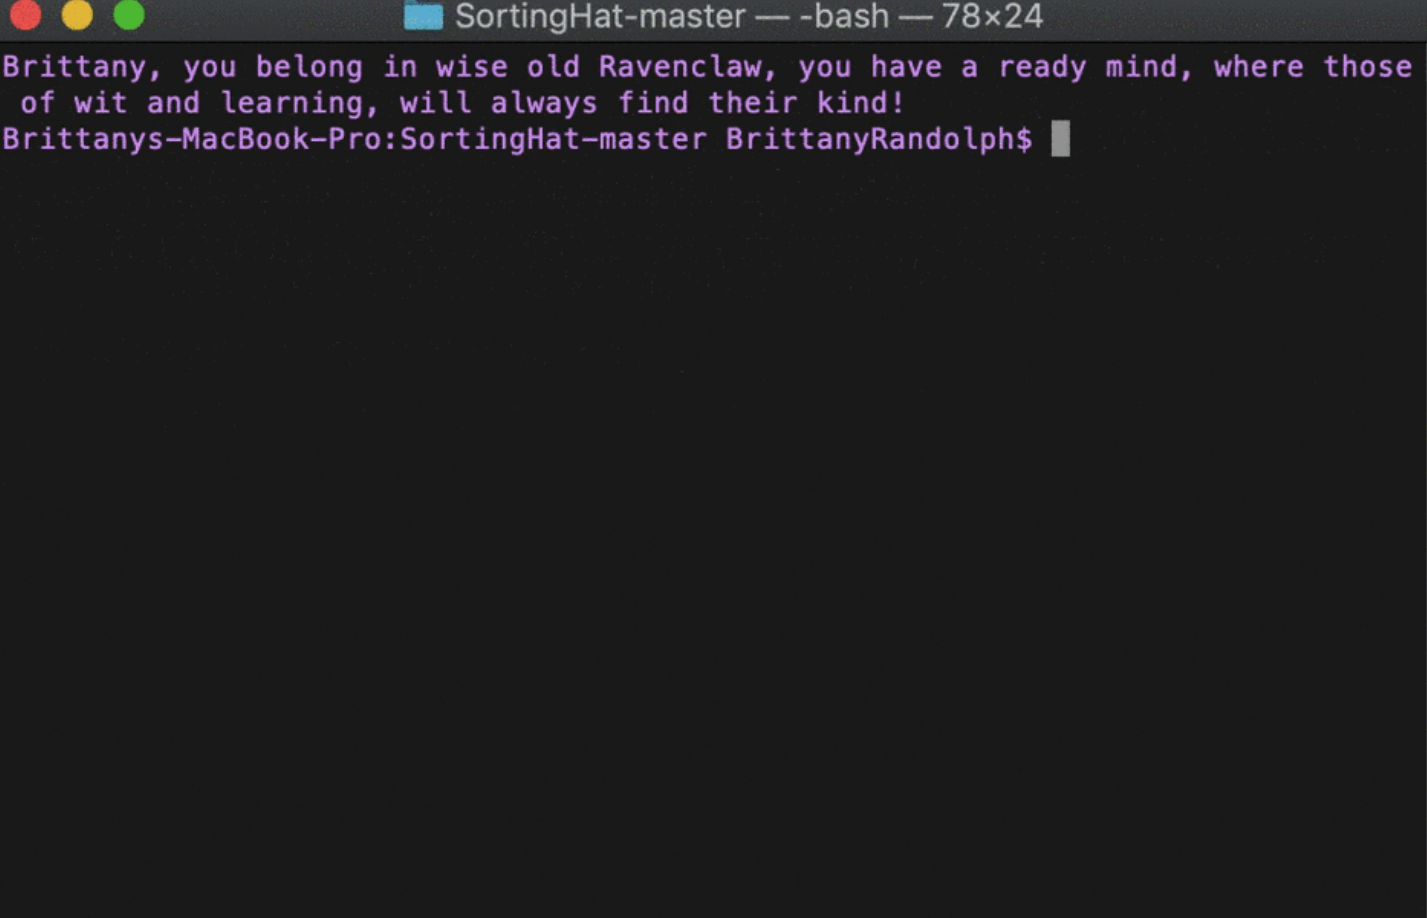 SortingHat-master — -bash — 78×24
Brittany, you belong in wise old Ravenclaw, you have a ready mind, where those
of wit and learning, will always find their kind!
Brittanys-MacBook-Pro:SortingHat-master BrittanyRandolph$